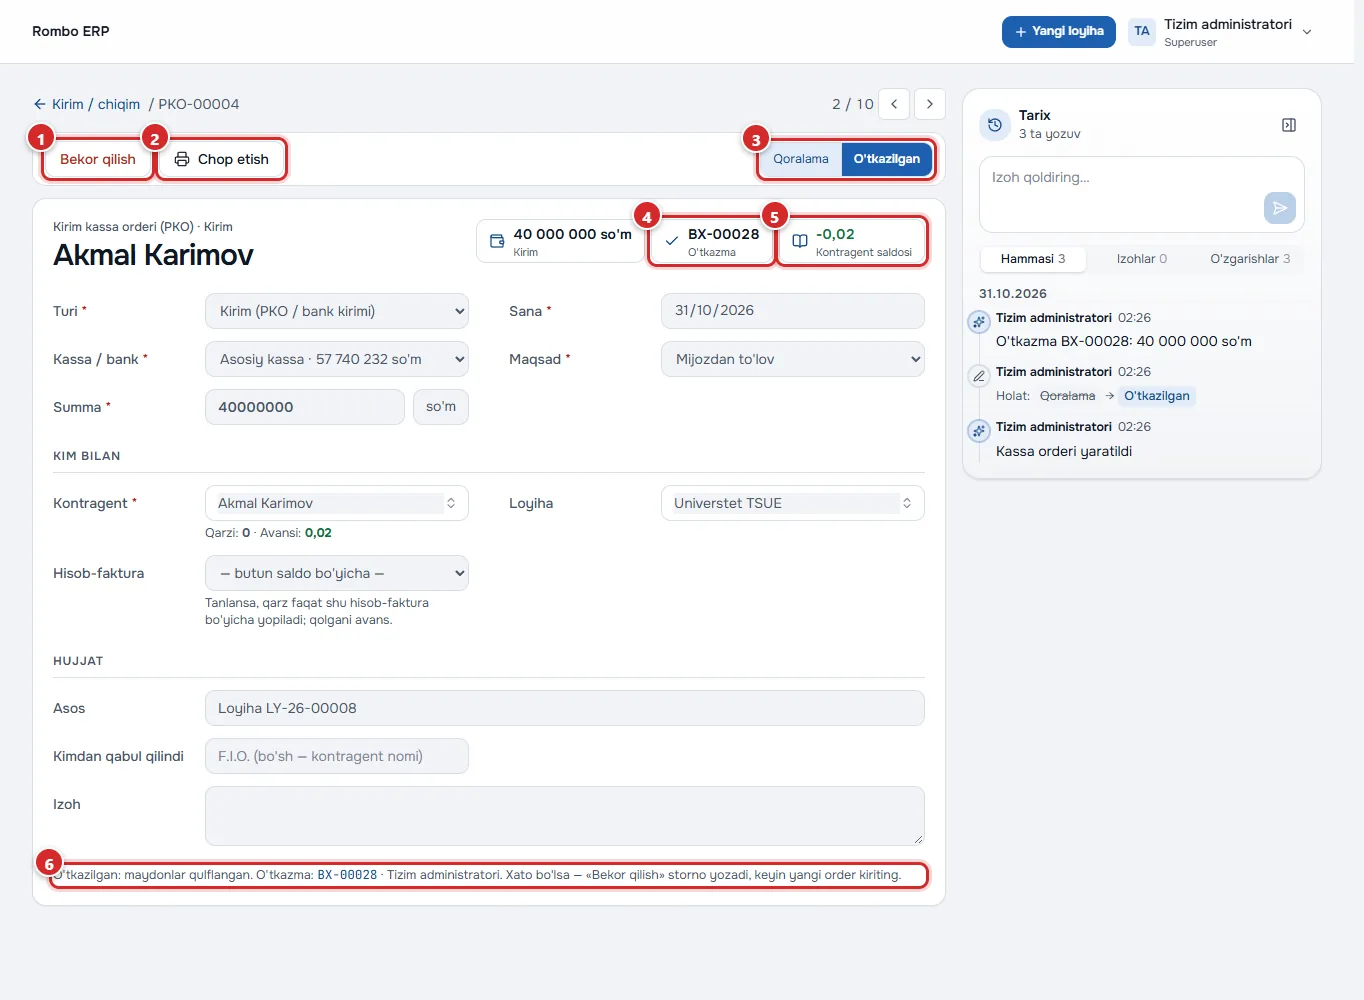 Rombo ERP
+ Yangi loyiha
TA
Tizim administratori
Superuser
← Kirim / chiqim / PKO-00004
2 / 10
1
2
3
Bekor qilish
Chop etish
Qoralama
O'tkazilgan
4
5
Kirim kassa orderi (PKO) · Kirim
Akmal Karimov
40 000 000 so'm
Kirim
BX-00028
O'tkazma
-0,02
Kontragent saldosi
Turi *
Kirim (PKO / bank kirimi)
Sana *
31/10/2026
Kassa / bank *
Asosiy kassa · 57 740 232 so'm
Maqsad *
Mijozdan to'lov
Summa *
40000000
so'm
KIM BILAN
Kontragent *
Akmal Karimov
Loyiha
Universtet TSUE
Qarzi: 0 · Avansi: 0,02
Hisob-faktura
— butun saldo bo'yicha —
Tanlansa, qarz faqat shu hisob-faktura
bo'yicha yopiladi; qolgani avans.
HUJJAT
Asos
Loyiha LY-26-00008
Kimdan qabul qilindi
F.I.O. (bo'sh — kontragent nomi)
Izoh
6
O'tkazilgan: maydonlar qulflangan. O'tkazma: BX-00028 · Tizim administratori. Xato bo'lsa — «Bekor qilish» storno yozadi, keyin yangi order kiriting.
Tarix
3 ta yozuv
Izoh qoldiring...
Hammasi 3
Izohlar 0
O'zgarishlar 3
31.10.2026
Tizim administratori 02:26
O'tkazma BX-00028: 40 000 000 so'm
Tizim administratori 02:26
Holat: Qoralama → O'tkazilgan
Tizim administratori 02:26
Kassa orderi yaratildi